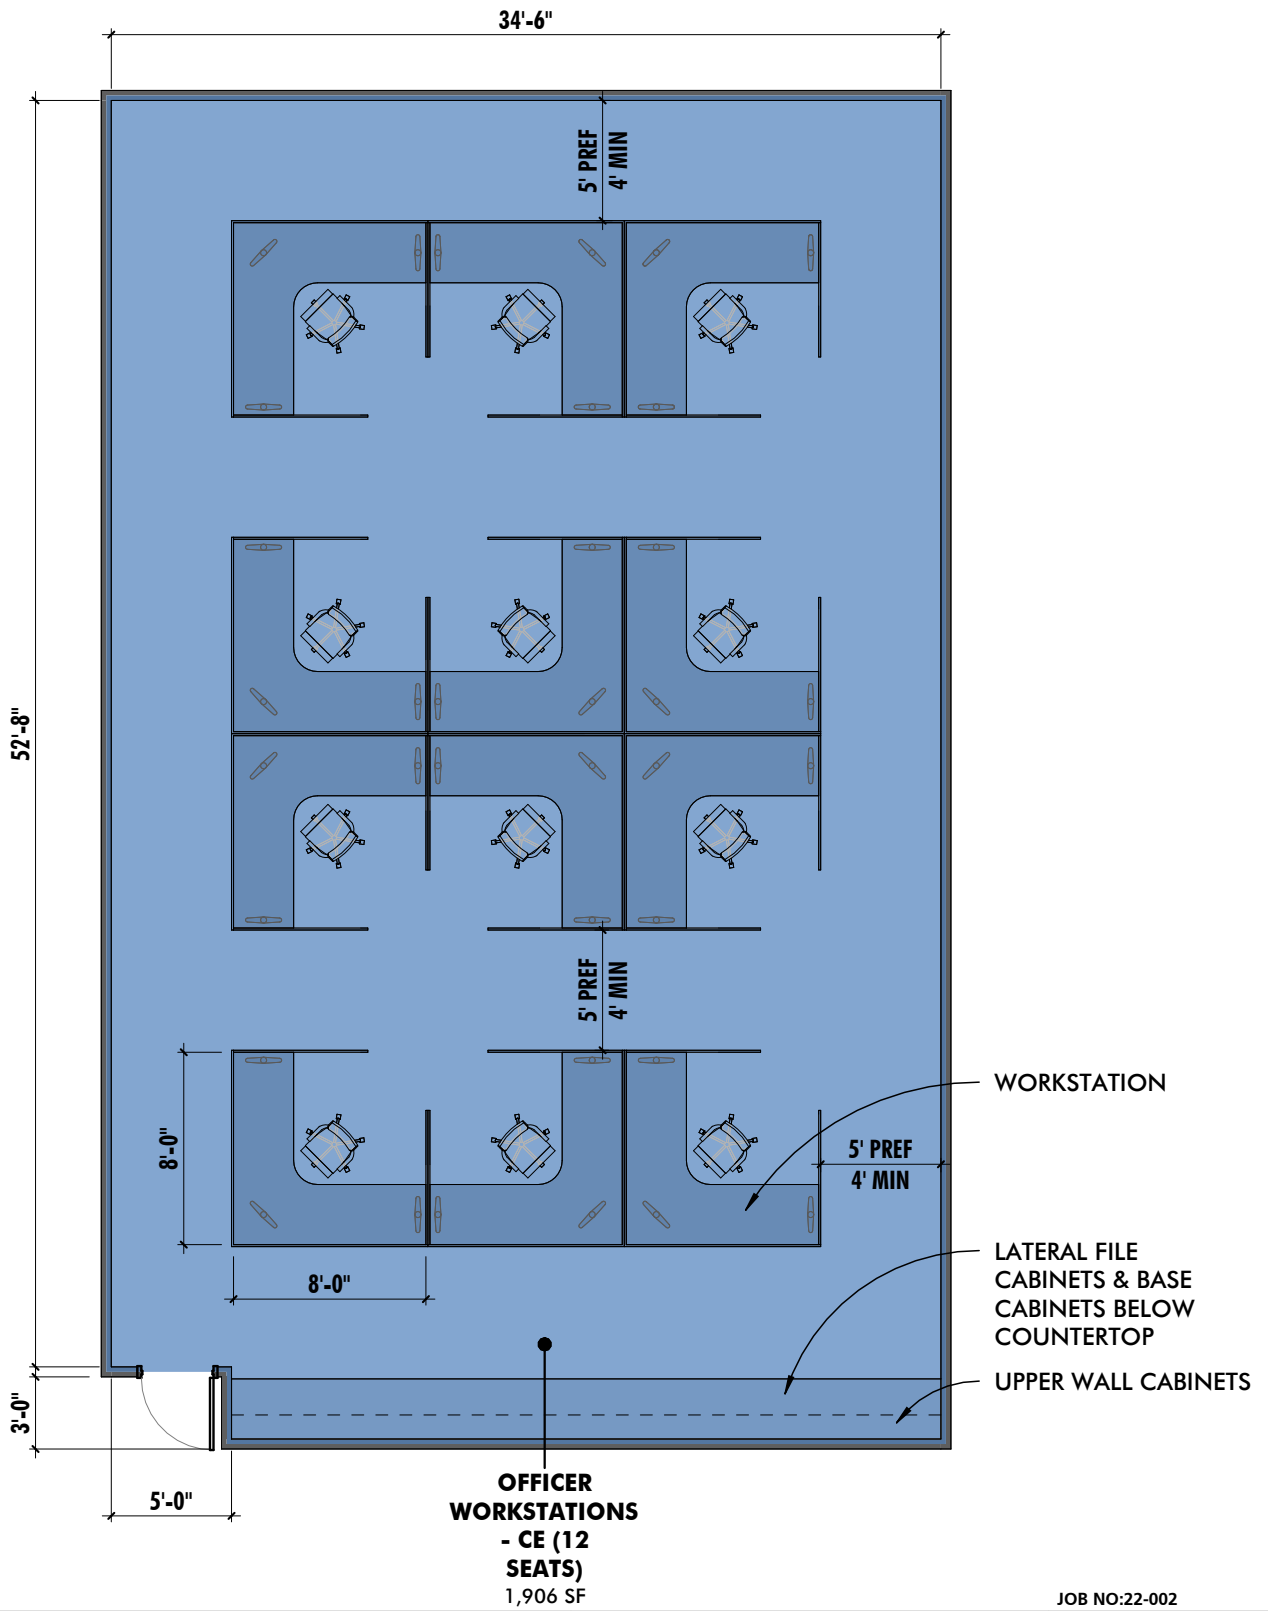 34'-6"
5' PREF
4' MIN
52'-8"
5' PREF
4' MIN
WORKSTATION
8'-0"
5' PREF
4' MIN
LATERAL FILE
CABINETS & BASE
CABINETS BELOW
COUNTERTOP
8'-0"
UPPER WALL CABINETS
3'-0"
5'-0"
OFFICER
WORKSTATIONS
- CE (12
SEATS)
1,906 SF
JOB NO:22-002